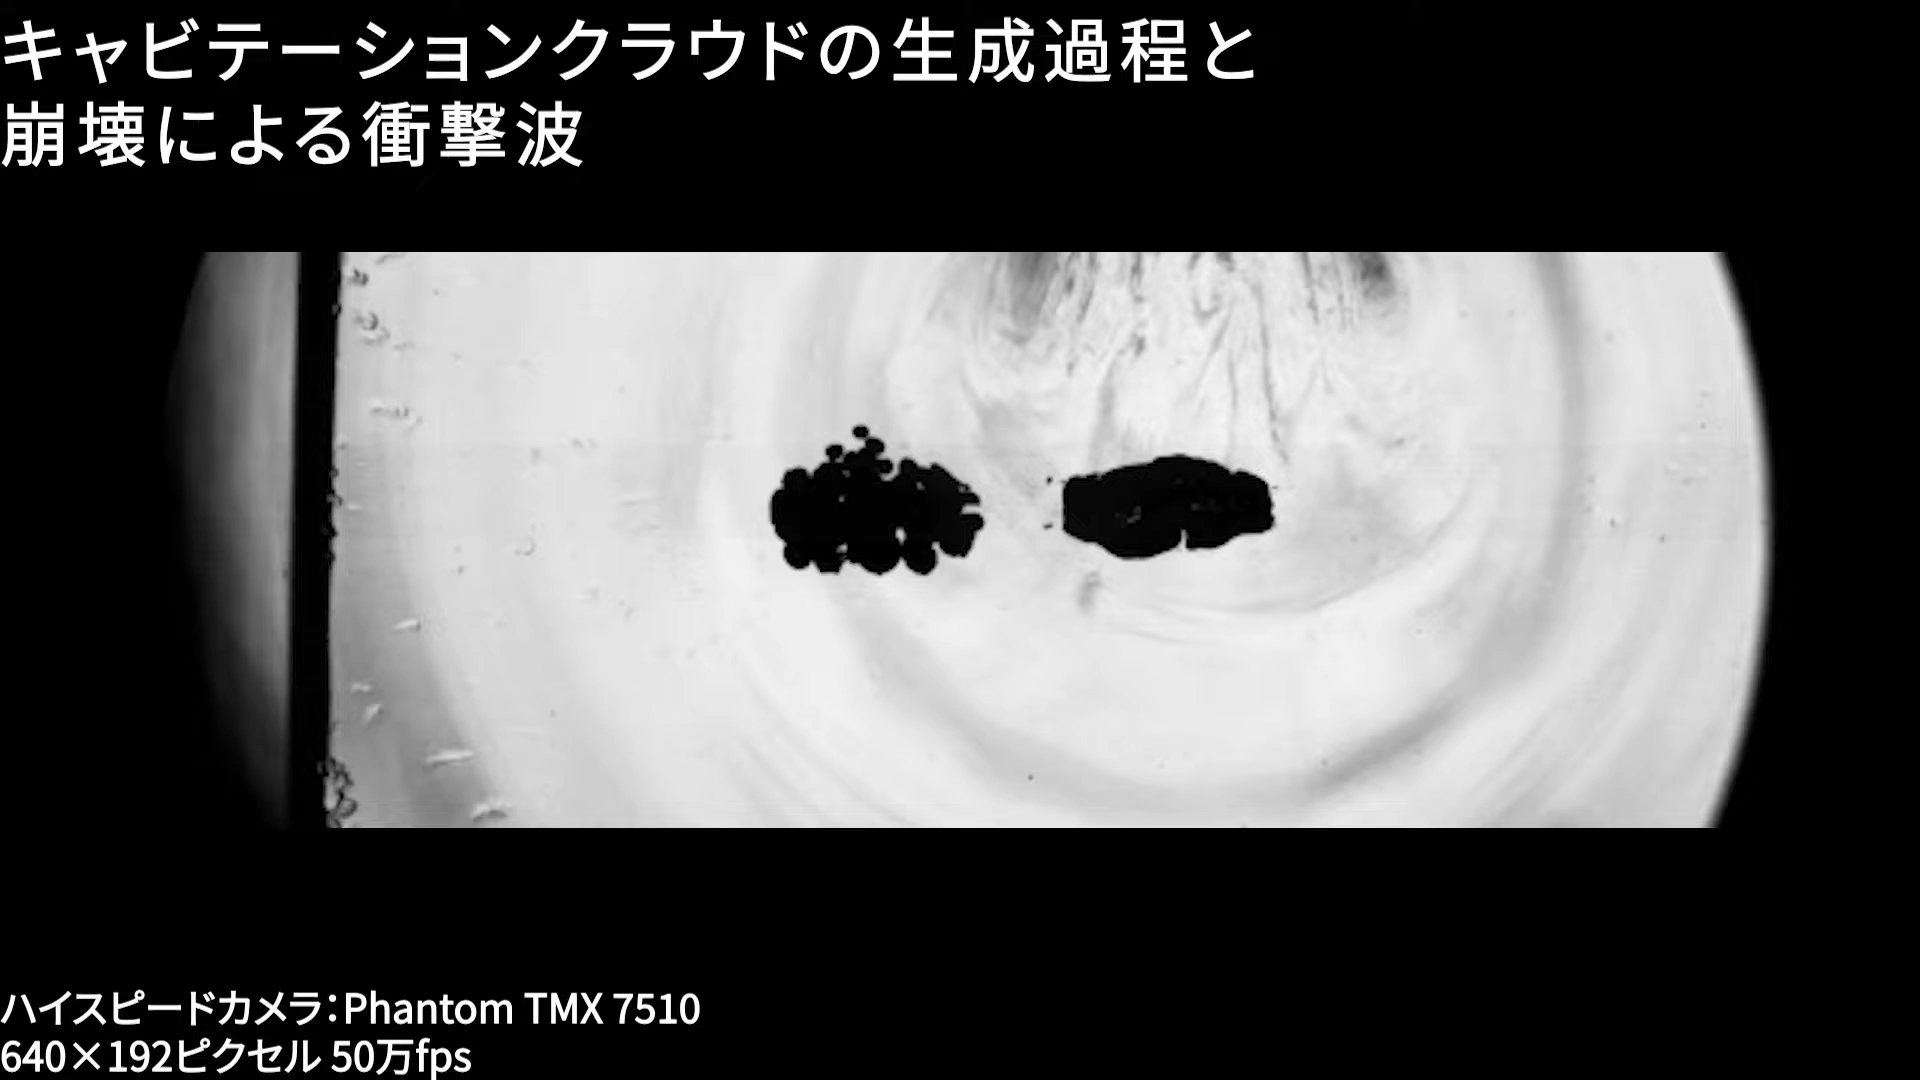 キャビテーションクラウドの生成過程と
崩壊による衝撃波
ハイスピードカメラ：Phantom TMX 7510
640×192ピクセル 50万fps